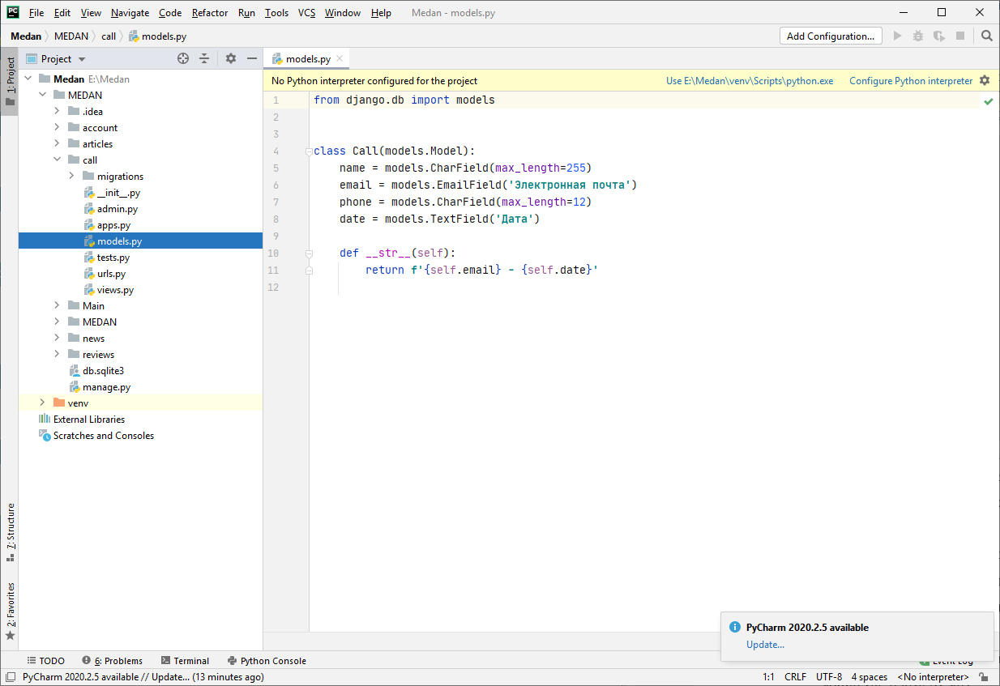 PC File Edit View Navigate Code Refactor Run Tools VCS Window Help Medan - models.py
Medan MEDAN call models.py Add Configuration...
1: Project
Project
models.py
Medan E:\Medan
MEDAN
.idea
account
articles
call
migrations
__init__.py
admin.py
apps.py
models.py
tests.py
urls.py
views.py
Main
MEDAN
news
reviews
db.sqlite3
manage.py
venv
External Libraries
Scratches and Consoles
No Python interpreter configured for the project Use E:\Medan\venv\Scripts\python.exe Configure Python interpreter
1 from django.db import models
2
3
4 class Call(models.Model):
5 name = models.CharField(max_length=255)
6 email = models.EmailField('Электронная почта')
7 phone = models.CharField(max_length=12)
8 date = models.TextField('Дата')
9
10 def __str__(self):
11 return f'{self.email} - {self.date}'
12
7: Structure
2: Favorites
PyCharm 2020.2.5 available
Update...
TODO 6: Problems Terminal Python Console Event Log
PyCharm 2020.2.5 available // Update... (13 minutes ago) 1:1 CRLF UTF-8 4 spaces <No interpreter>